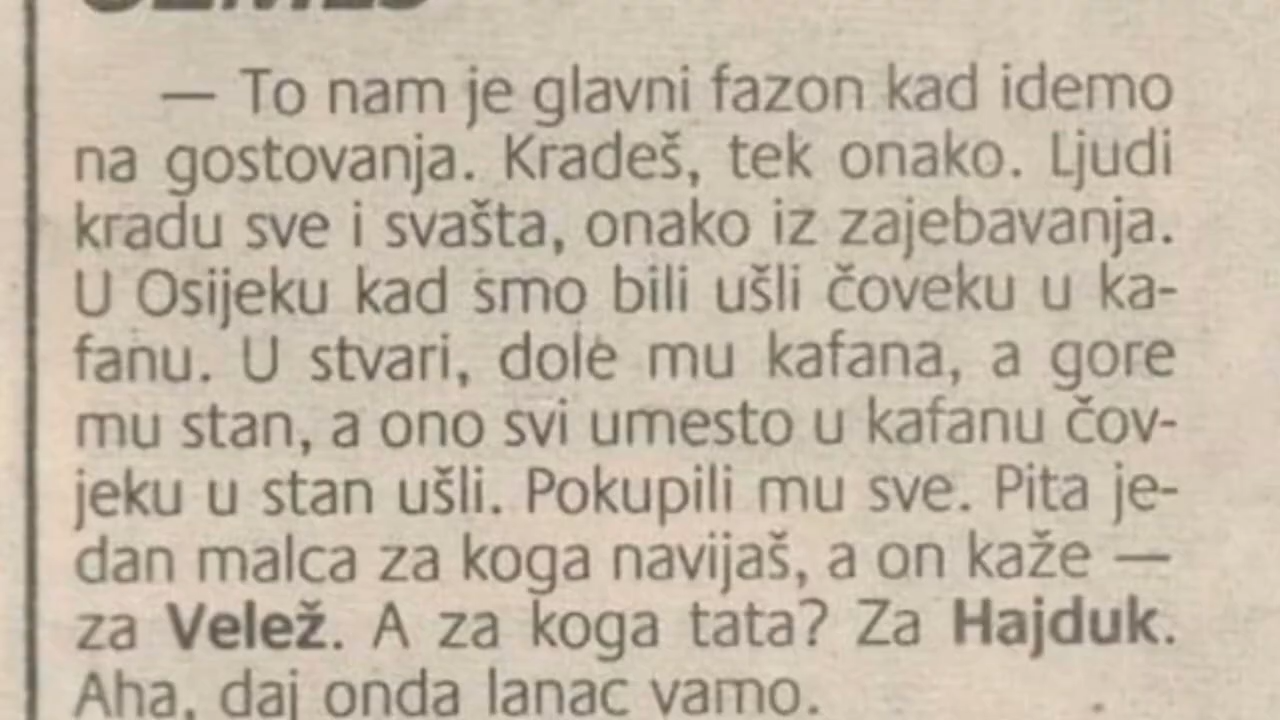 — To nam je glavni fazon kad idemo
na gostovanja. Kradeš, tek onako. Ljudi
kradu sve i svašta, onako iz zajebavanja.
U Osijeku kad smo bili ušli čoveku u ka-
fanu. U stvari, dole mu kafana, a gore
mu stan, a ono svi umesto u kafanu čov-
jeku u stan ušli. Pokupili mu sve. Pita je-
dan malca za koga navijaš, a on kaže —
za Velež. A za koga tata? Za Hajduk.
Aha, daj onda lanac vamo.